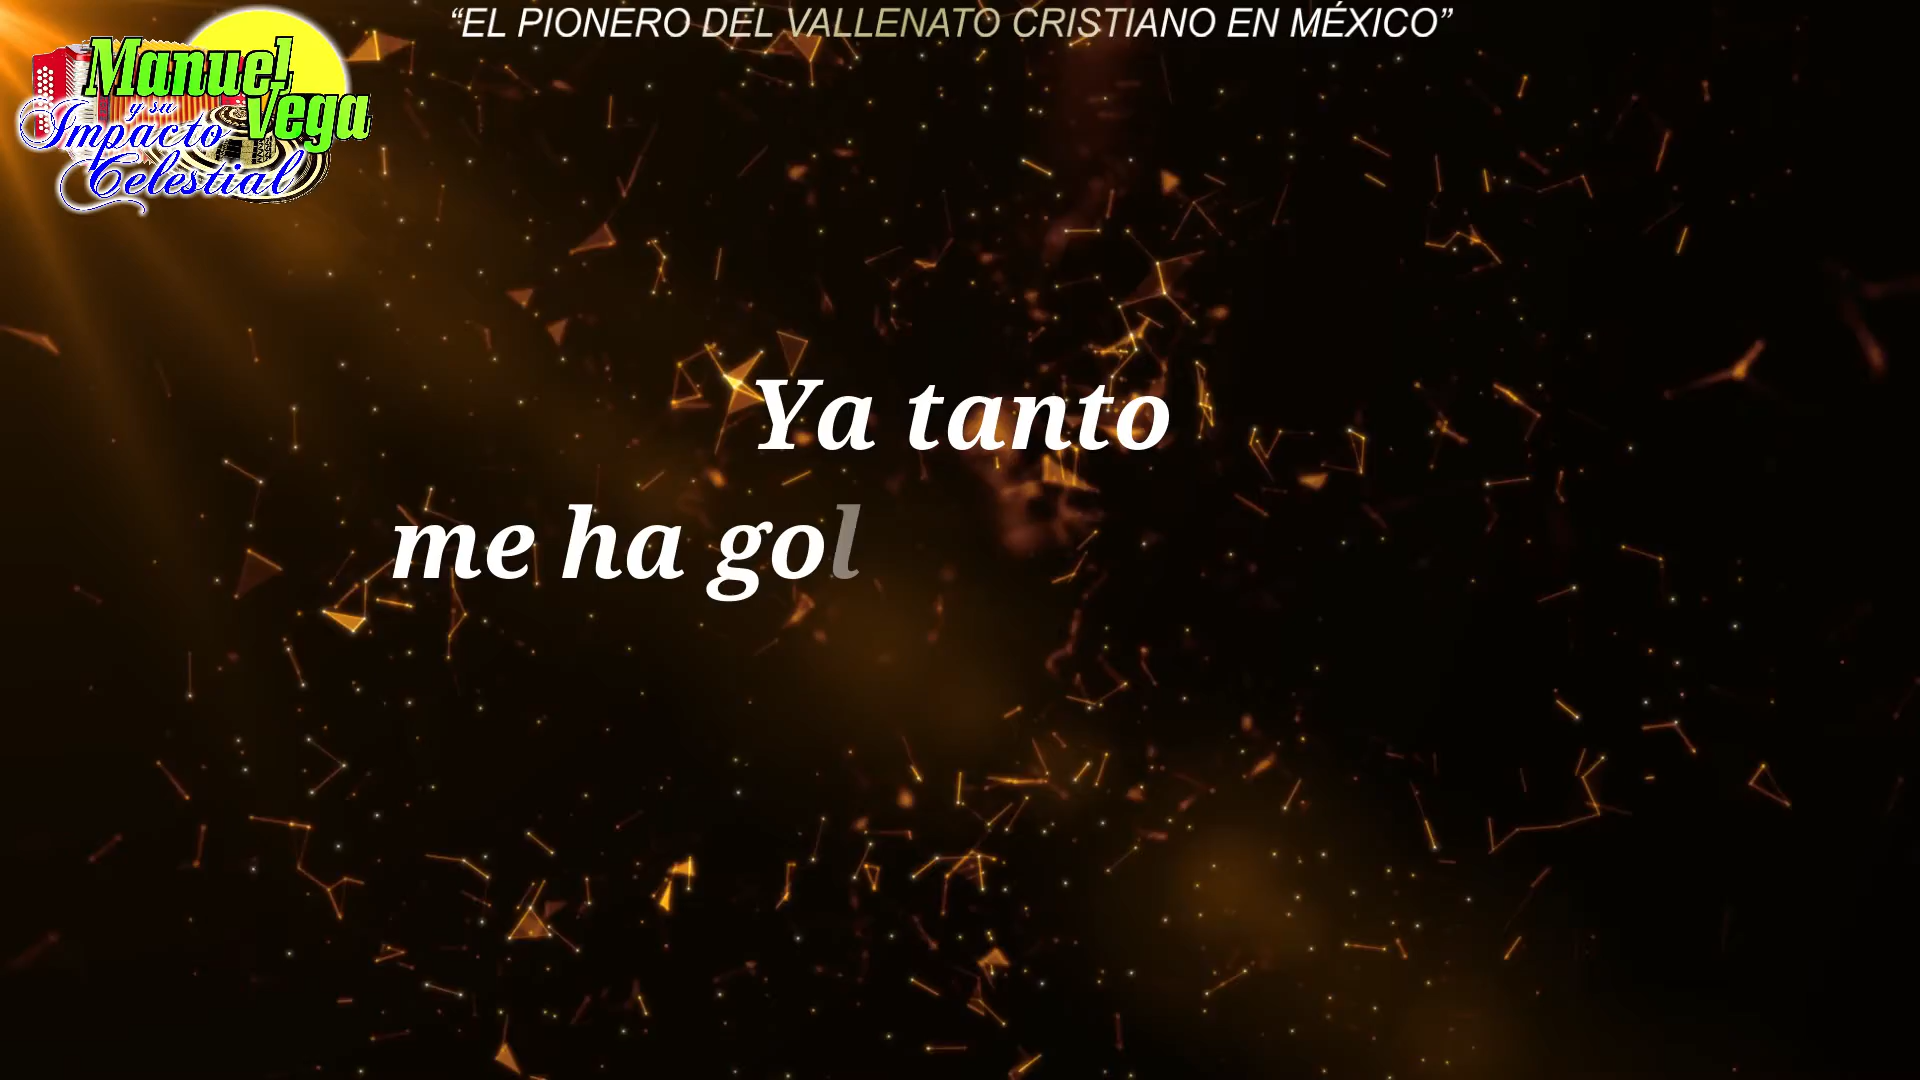 “EL PIONERO DEL VALLENATO CRISTIANO EN MÉXICO”
Manuel
Vega
y su
Impacto
Celestial
Ya tanto
me ha gol